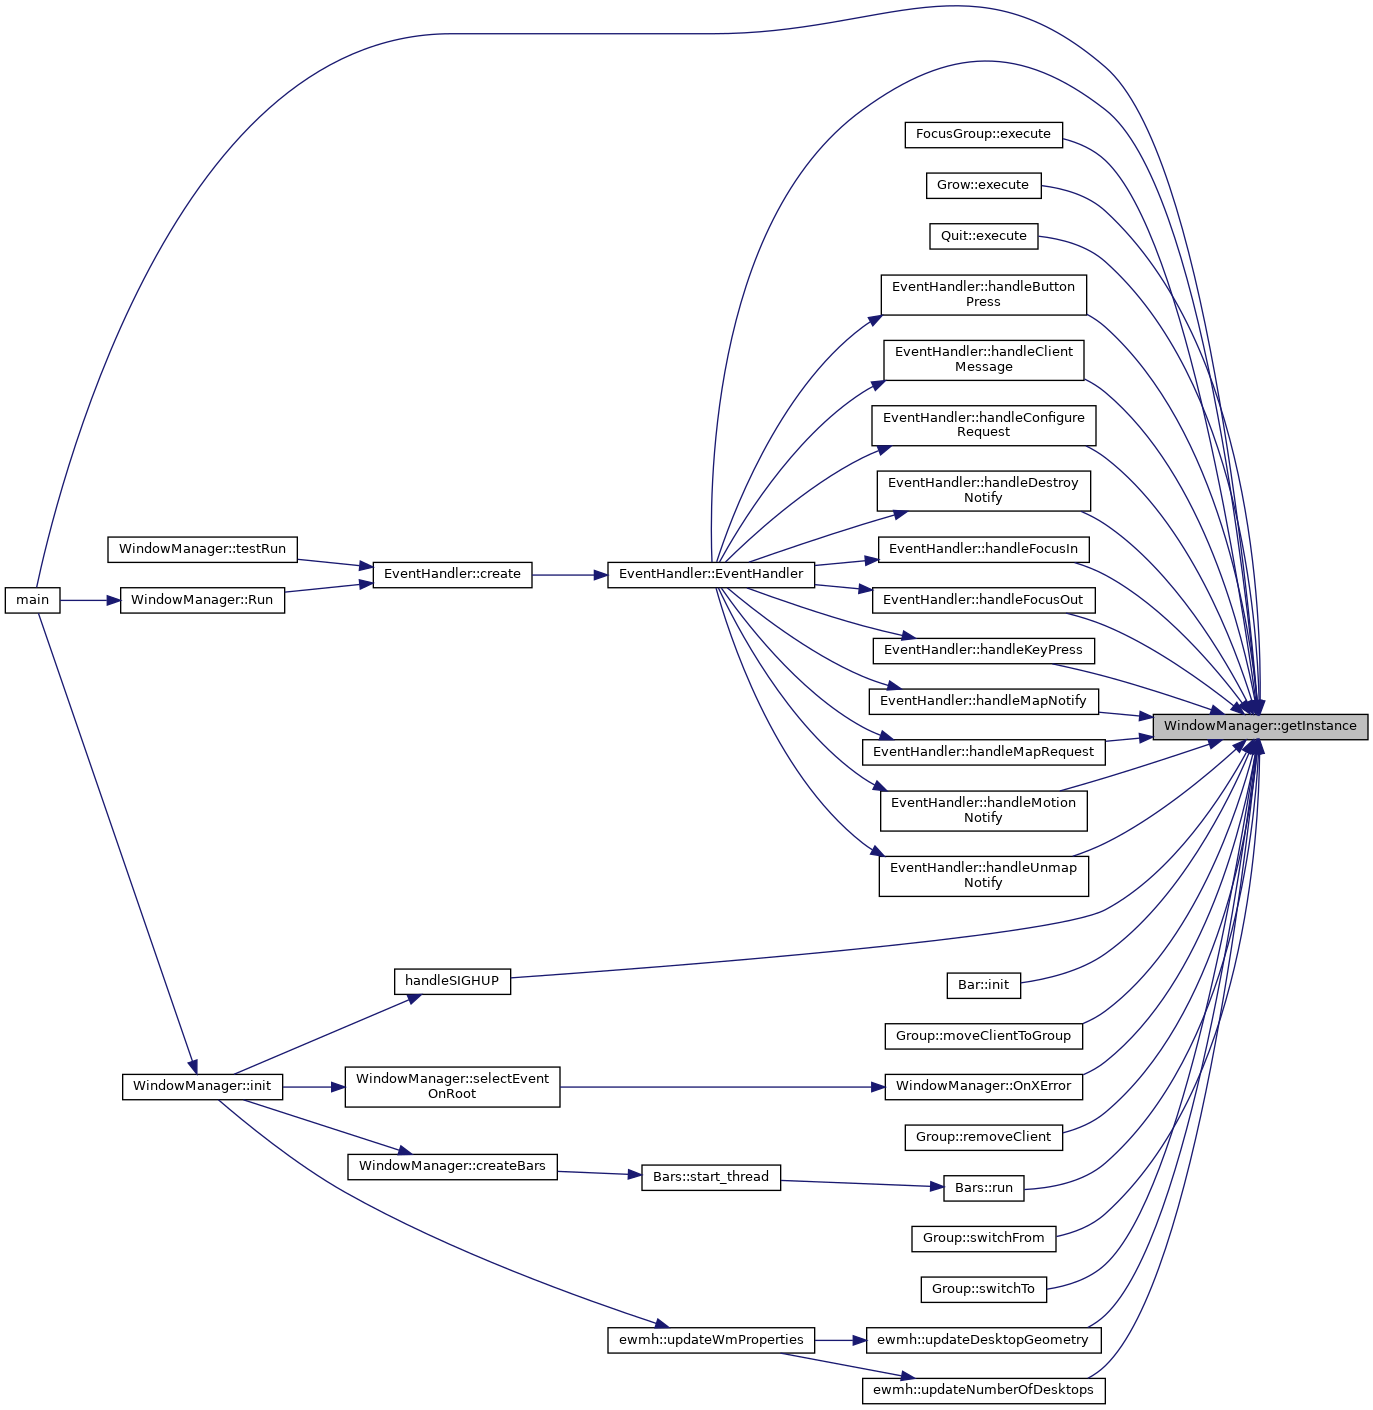 FocusGroup::execute
Grow::execute
Quit::execute
EventHandler::handleButton
Press
EventHandler::handleClient
Message
EventHandler::handleConfigure
Request
EventHandler::handleDestroy
Notify
WindowManager::testRun
EventHandler::handleFocusIn
EventHandler::create
EventHandler::EventHandler
main
WindowManager::Run
EventHandler::handleFocusOut
EventHandler::handleKeyPress
EventHandler::handleMapNotify
WindowManager::getInstance
EventHandler::handleMapRequest
EventHandler::handleMotion
Notify
EventHandler::handleUnmap
Notify
handleSIGHUP
Bar::init
Group::moveClientToGroup
WindowManager::init
WindowManager::selectEvent
OnRoot
WindowManager::OnXError
Group::removeClient
WindowManager::createBars
Bars::start_thread
Bars::run
Group::switchFrom
Group::switchTo
ewmh::updateWmProperties
ewmh::updateDesktopGeometry
ewmh::updateNumberOfDesktops